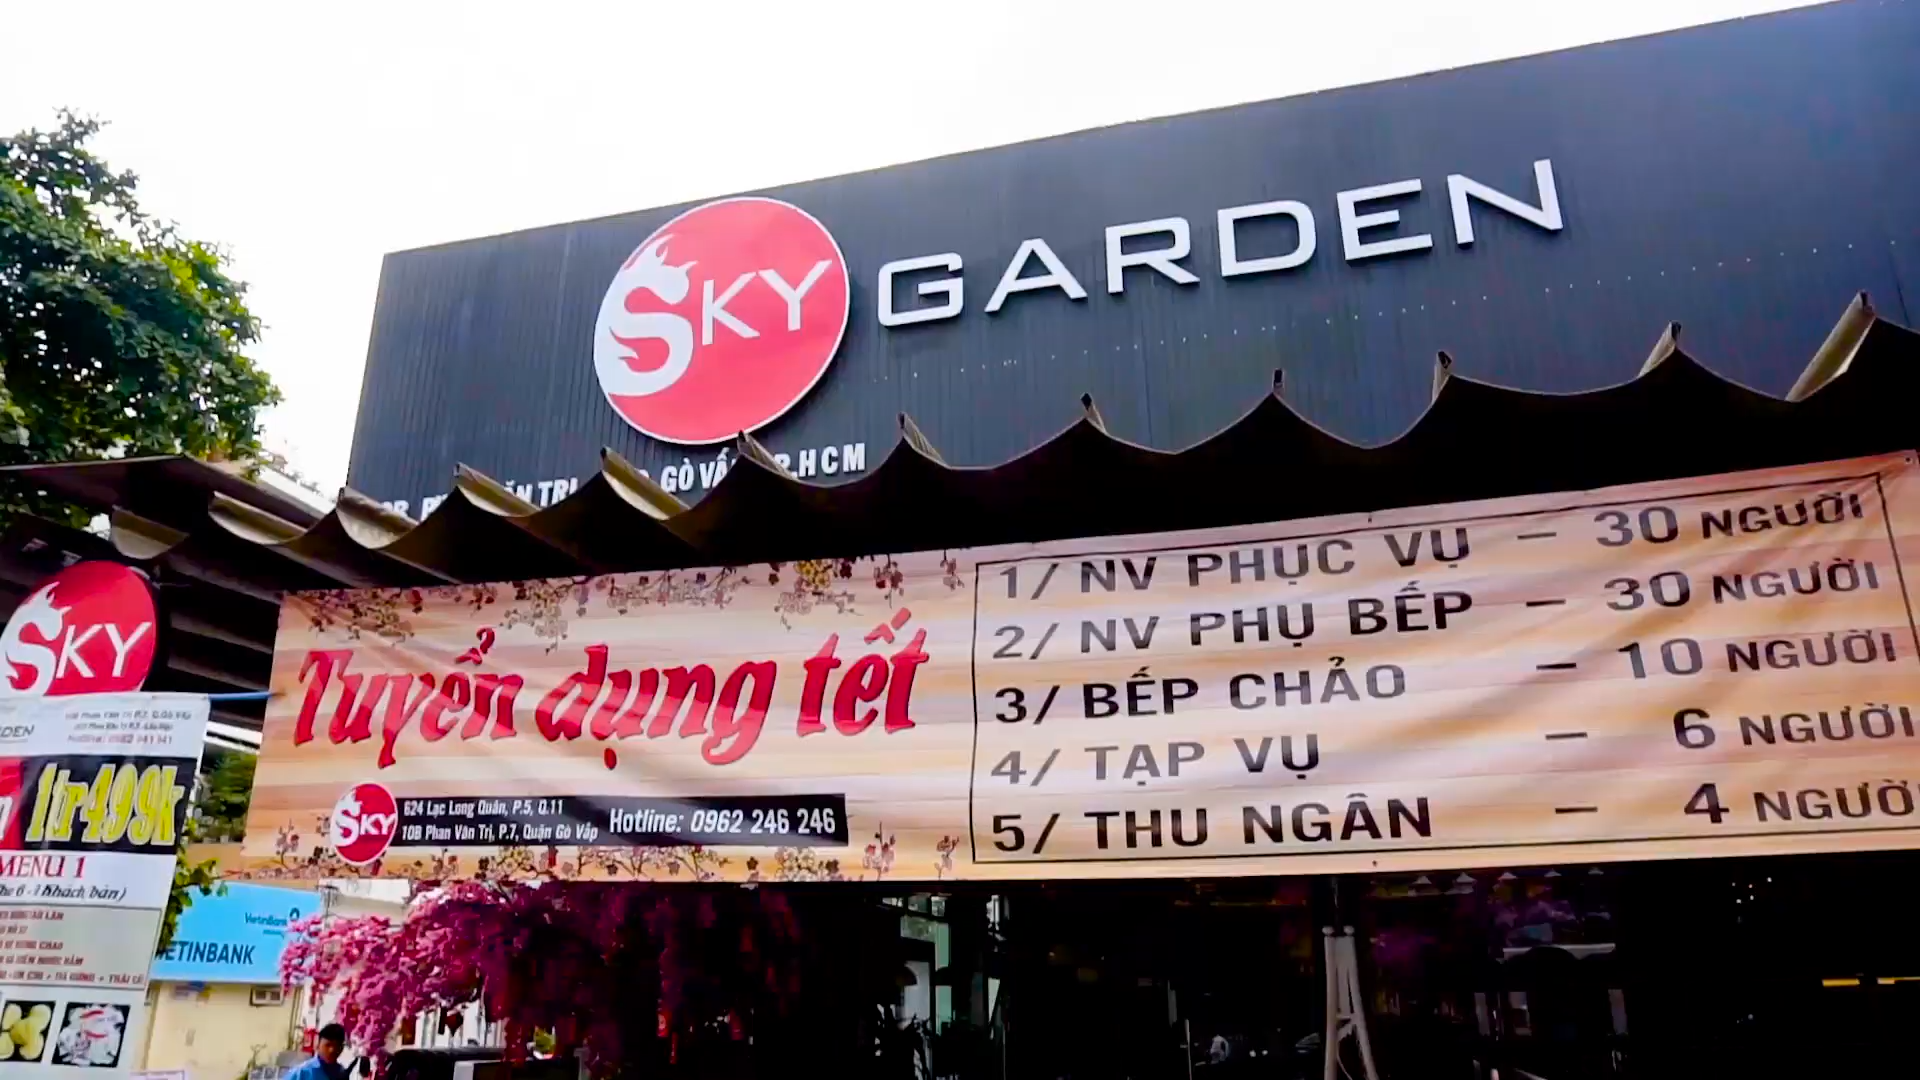 SKY GARDEN
GÒ VẤP
HCM
Tuyển dụng tết
SKY
624 Lạc Long Quân, P.5, Q.11
10B Phan Văn Trị, P.7, Quận Gò Vấp
Hotline: 0962 246 246
1/ NV PHỤC VỤ – 30 NGƯỜI
2/ NV PHỤ BẾP – 30 NGƯỜI
3/ BẾP CHẢO – 10 NGƯỜI
4/ TẠP VỤ – 6 NGƯỜI
5/ THU NGÂN – 4 NGƯỜI
SKY
1tr499k
MENU 1
VietinBank
ETINBANK